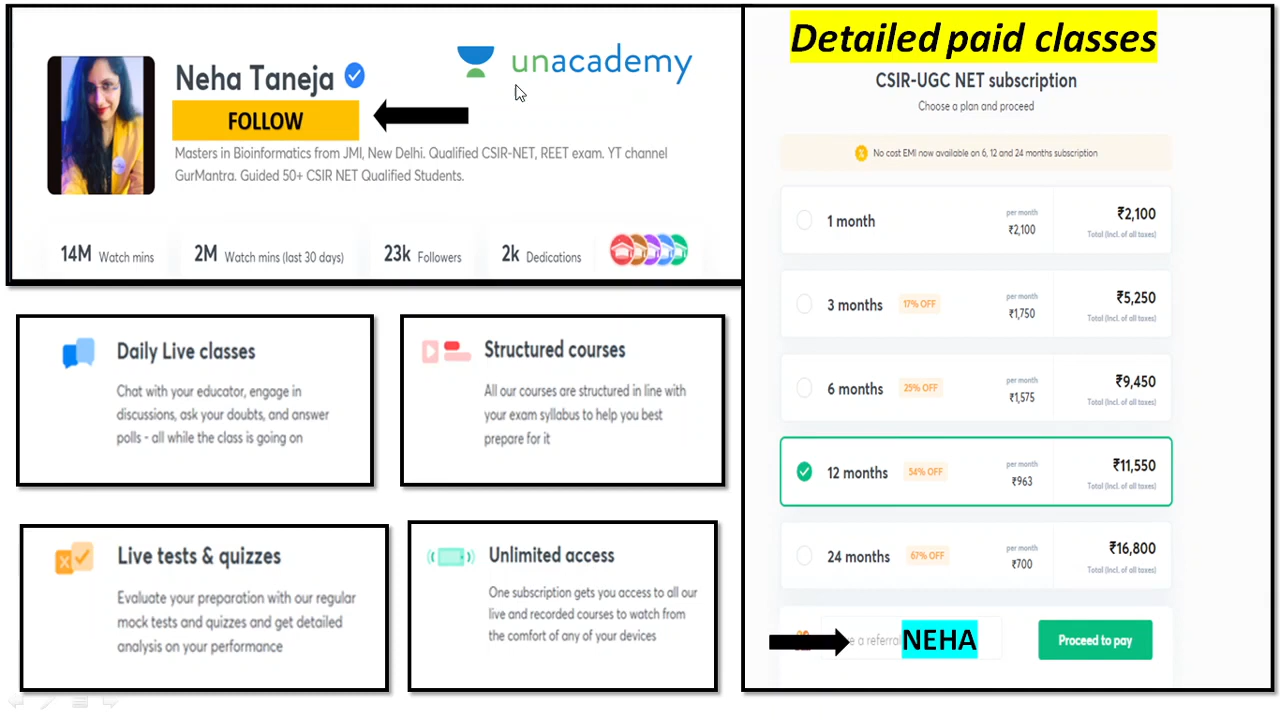 Neha Taneja
unacademy
FOLLOW
Masters in Bioinformatics from JMI, New Delhi. Qualified CSIR-NET, REET exam. YT channel
GurMantra. Guided 50+ CSIR NET Qualified Students.
14M Watch mins
2M Watch mins (last 30 days)
23k Followers
2k Dedications
Daily Live classes
Chat with your educator, engage in
discussions, ask your doubts, and answer
polls - all while the class is going on
Structured courses
All our courses are structured in line with
your exam syllabus to help you best
prepare for it
Live tests & quizzes
Evaluate your preparation with our regular
mock tests and quizzes and get detailed
analysis on your performance
Unlimited access
One subscription gets you access to all our
live and recorded courses to watch from
the comfort of any of your devices
Detailed paid classes
CSIR-UGC NET subscription
Choose a plan and proceed
No cost EMI now available on 6, 12 and 24 months subscription
1 month
per month
₹2,100
₹2,100
Total (Incl. of all taxes)
3 months 17% OFF
per month
₹1,750
₹5,250
Total (Incl. of all taxes)
6 months 25% OFF
per month
₹1,575
₹9,450
Total (Incl. of all taxes)
12 months 54% OFF
per month
₹963
₹11,550
Total (Incl. of all taxes)
24 months 67% OFF
per month
₹700
₹16,800
Total (Incl. of all taxes)
a referral NEHA
Proceed to pay